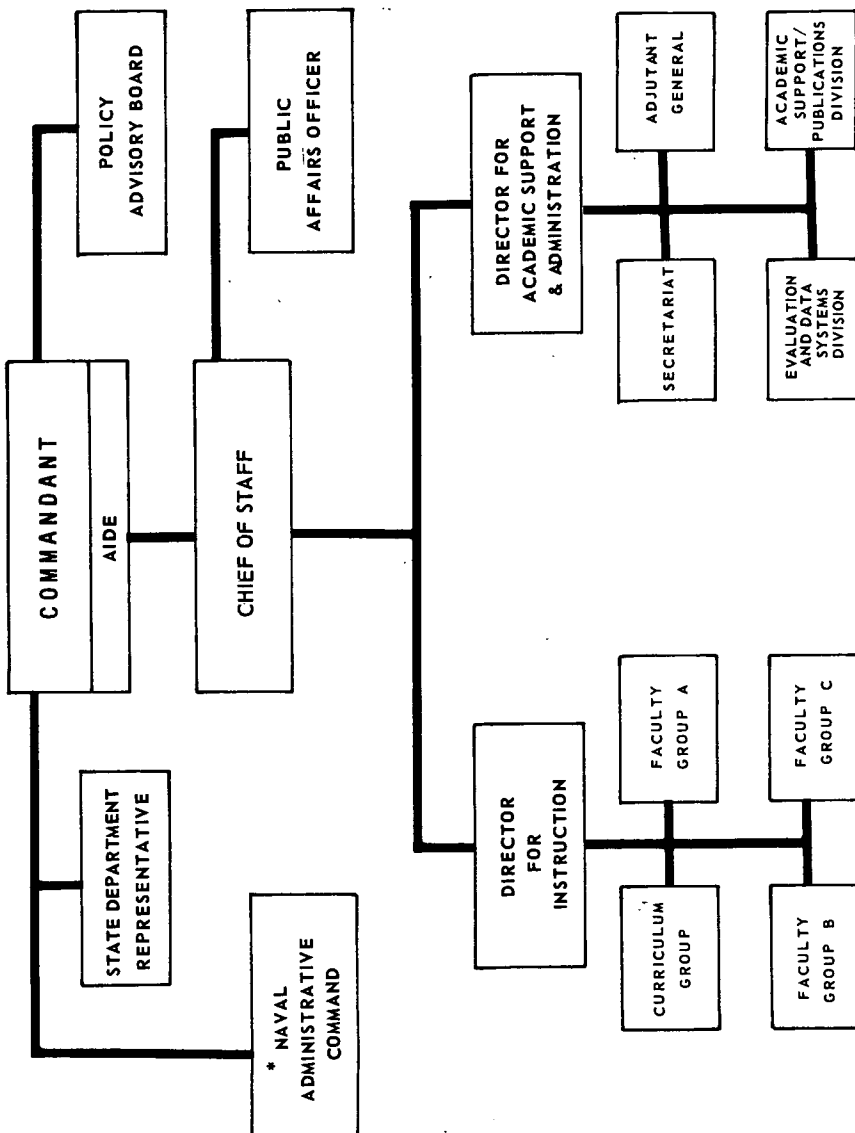 COMMANDANT
AIDE
POLICY
ADVISORY BOARD
STATE DEPARTMENT
REPRESENTATIVE
* NAVAL
ADMINISTRATIVE
COMMAND
CHIEF OF STAFF
PUBLIC
AFFAIRS OFFICER
DIRECTOR
FOR
INSTRUCTION
DIRECTOR FOR
ACADEMIC SUPPORT
& ADMINISTRATION
CURRICULUM
GROUP
FACULTY
GROUP A
FACULTY
GROUP B
FACULTY
GROUP C
SECRETARIAT
ADJUTANT
GENERAL
EVALUATION
AND DATA
SYSTEMS
DIVISION
ACADEMIC
SUPPORT/
PUBLICATIONS
DIVISION